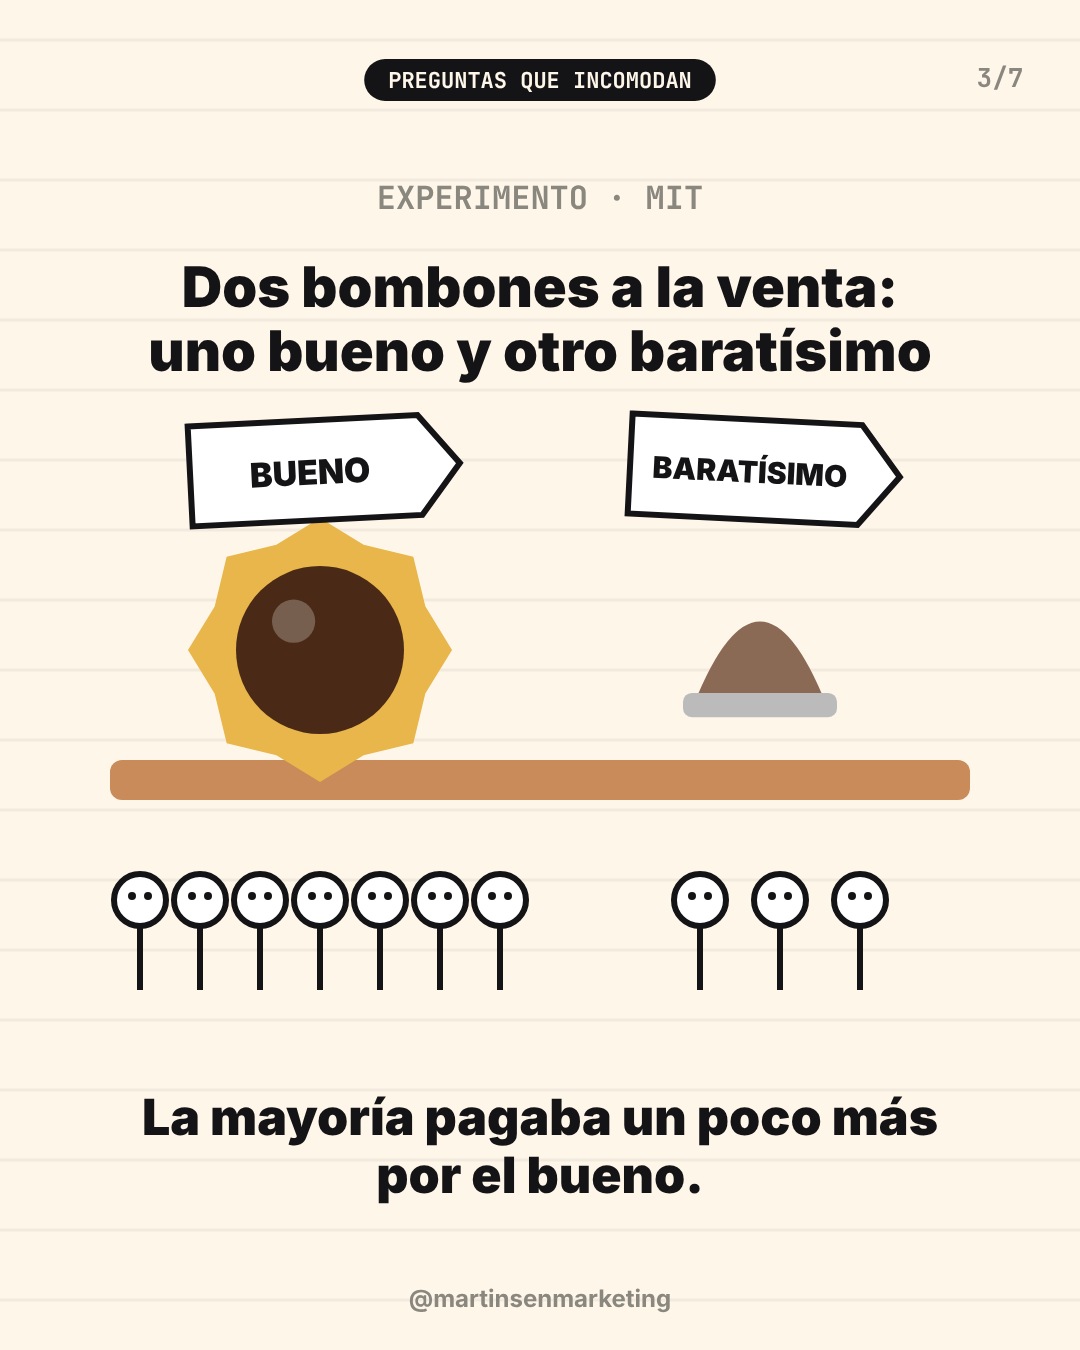 PREGUNTAS QUE INCOMODAN
3/7
EXPERIMENTO · MIT
Dos bombones a la venta:
uno bueno y otro baratísimo
BUENO
BARATÍSIMO
La mayoría pagaba un poco más
por el bueno.
@martinsenmarketing